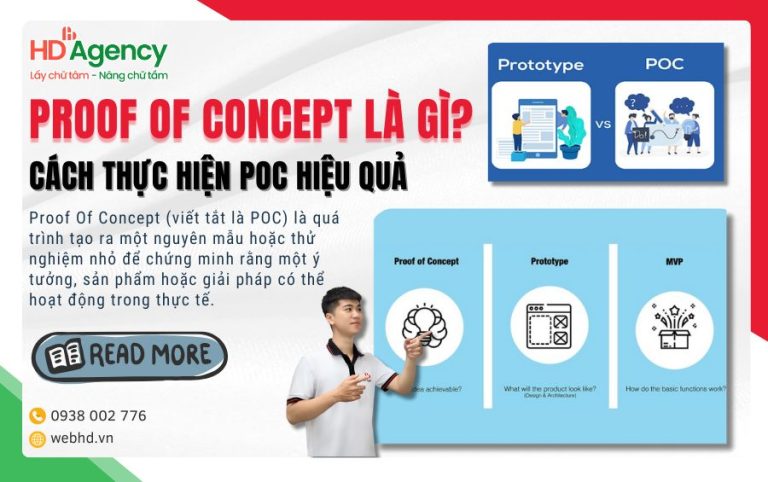 HD Agency
Lấy chữ tâm - Nâng chữ tầm
PROOF OF CONCEPT LÀ GÌ?
CÁCH THỰC HIỆN POC HIỆU QUẢ
Proof Of Concept (viết tắt là POC) là quá
trình tạo ra một nguyên mẫu hoặc thử
nghiệm nhỏ để chứng minh rằng một ý
tưởng, sản phẩm hoặc giải pháp có thể
hoạt động trong thực tế.
READ MORE
0938 002 776
webhd.vn
Prototype
POC
VS
Proof of Concept
Prototype
MVP
achievable?
What will the product look like?
(Design & Architecture)
How do the basic functions work?